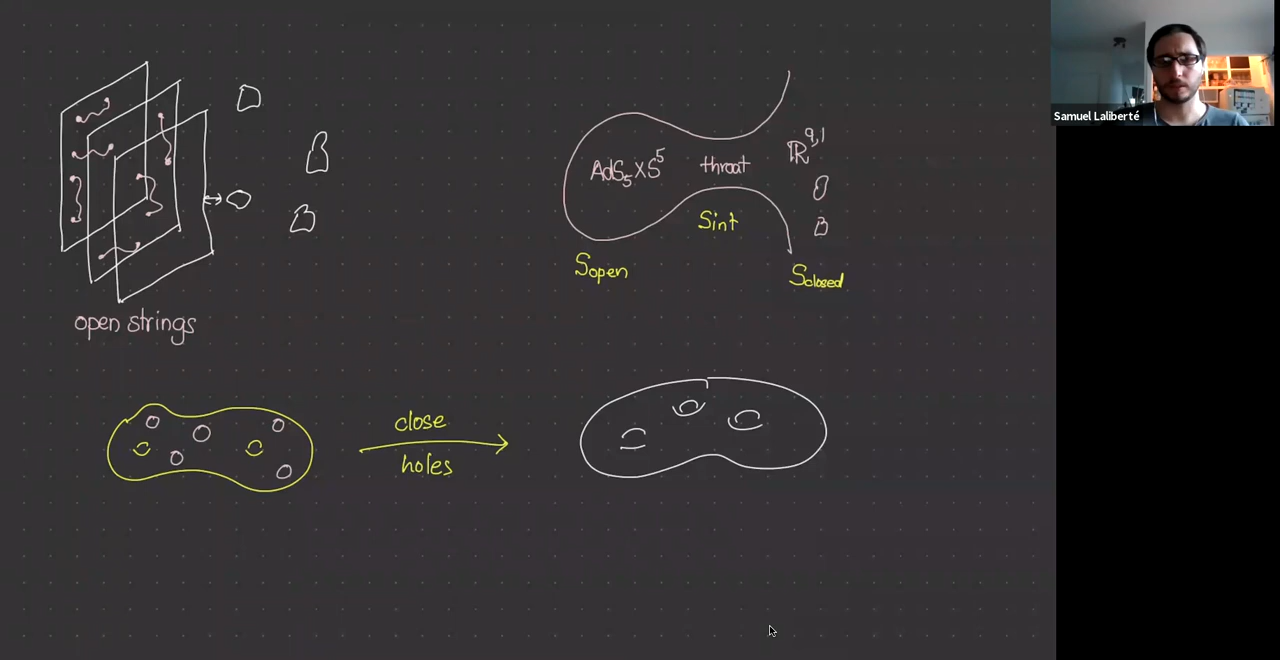 AdS₅×S⁵
throat
ℝ⁹,¹
Sint
Sopen
Sclosed
open strings
close
holes
Samuel Laliberté